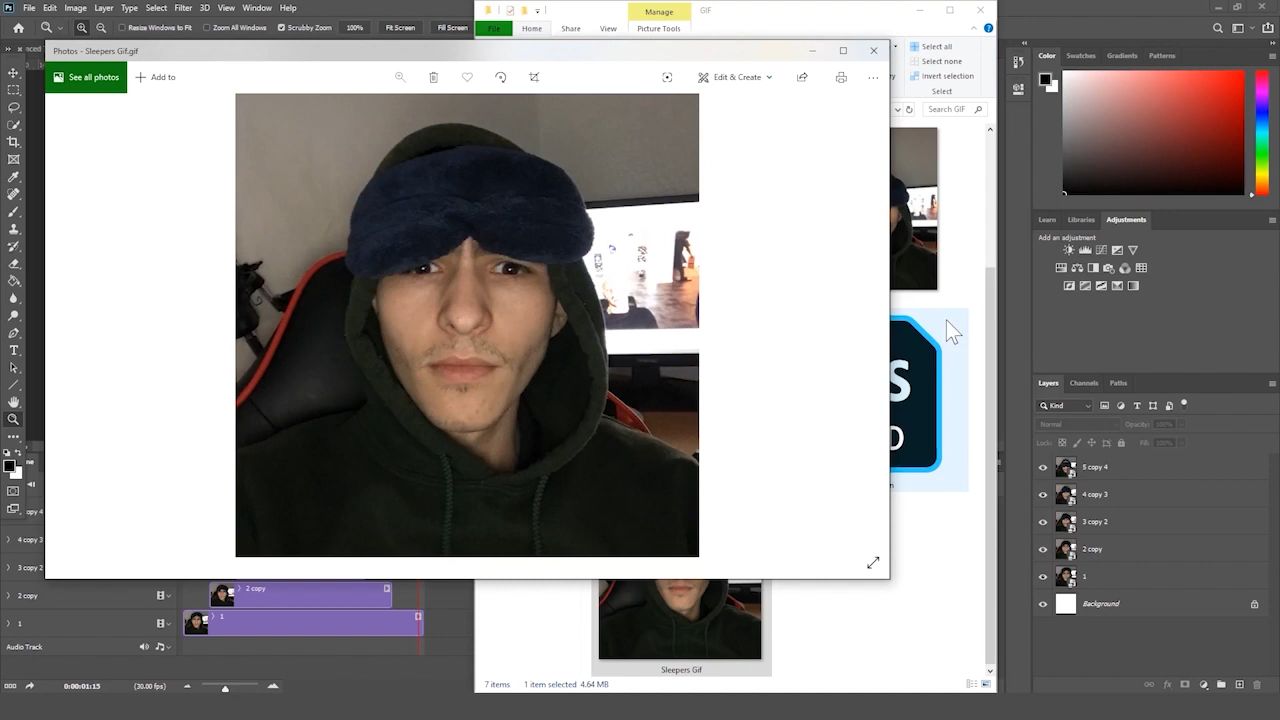 File Edit Image Layer Type Select Filter 3D View Window Help
Resize Windows to Fit Zoom All Windows Scrubby Zoom 100% Fit Screen Fill Screen
Manage GIF
File Home Share View Picture Tools
Photos - Sleepers Gif.gif
See all photos Add to Edit & Create
Select all
Select none
Invert selection
Select
Search GIF
Color Swatches Gradients Patterns
Learn Libraries Adjustments
Add an adjustment
Layers Channels Paths
Kind
Normal Opacity: 100%
Lock: Fill: 100%
5 copy 4
4 copy 3
3 copy 2
2 copy
1
Background
4 copy 3
3 copy 2
2 copy 2 copy
1 1
Audio Track
0:00:01:15 (30.00 fps)
Sleepers Gif
7 items 1 item selected 4.64 MB